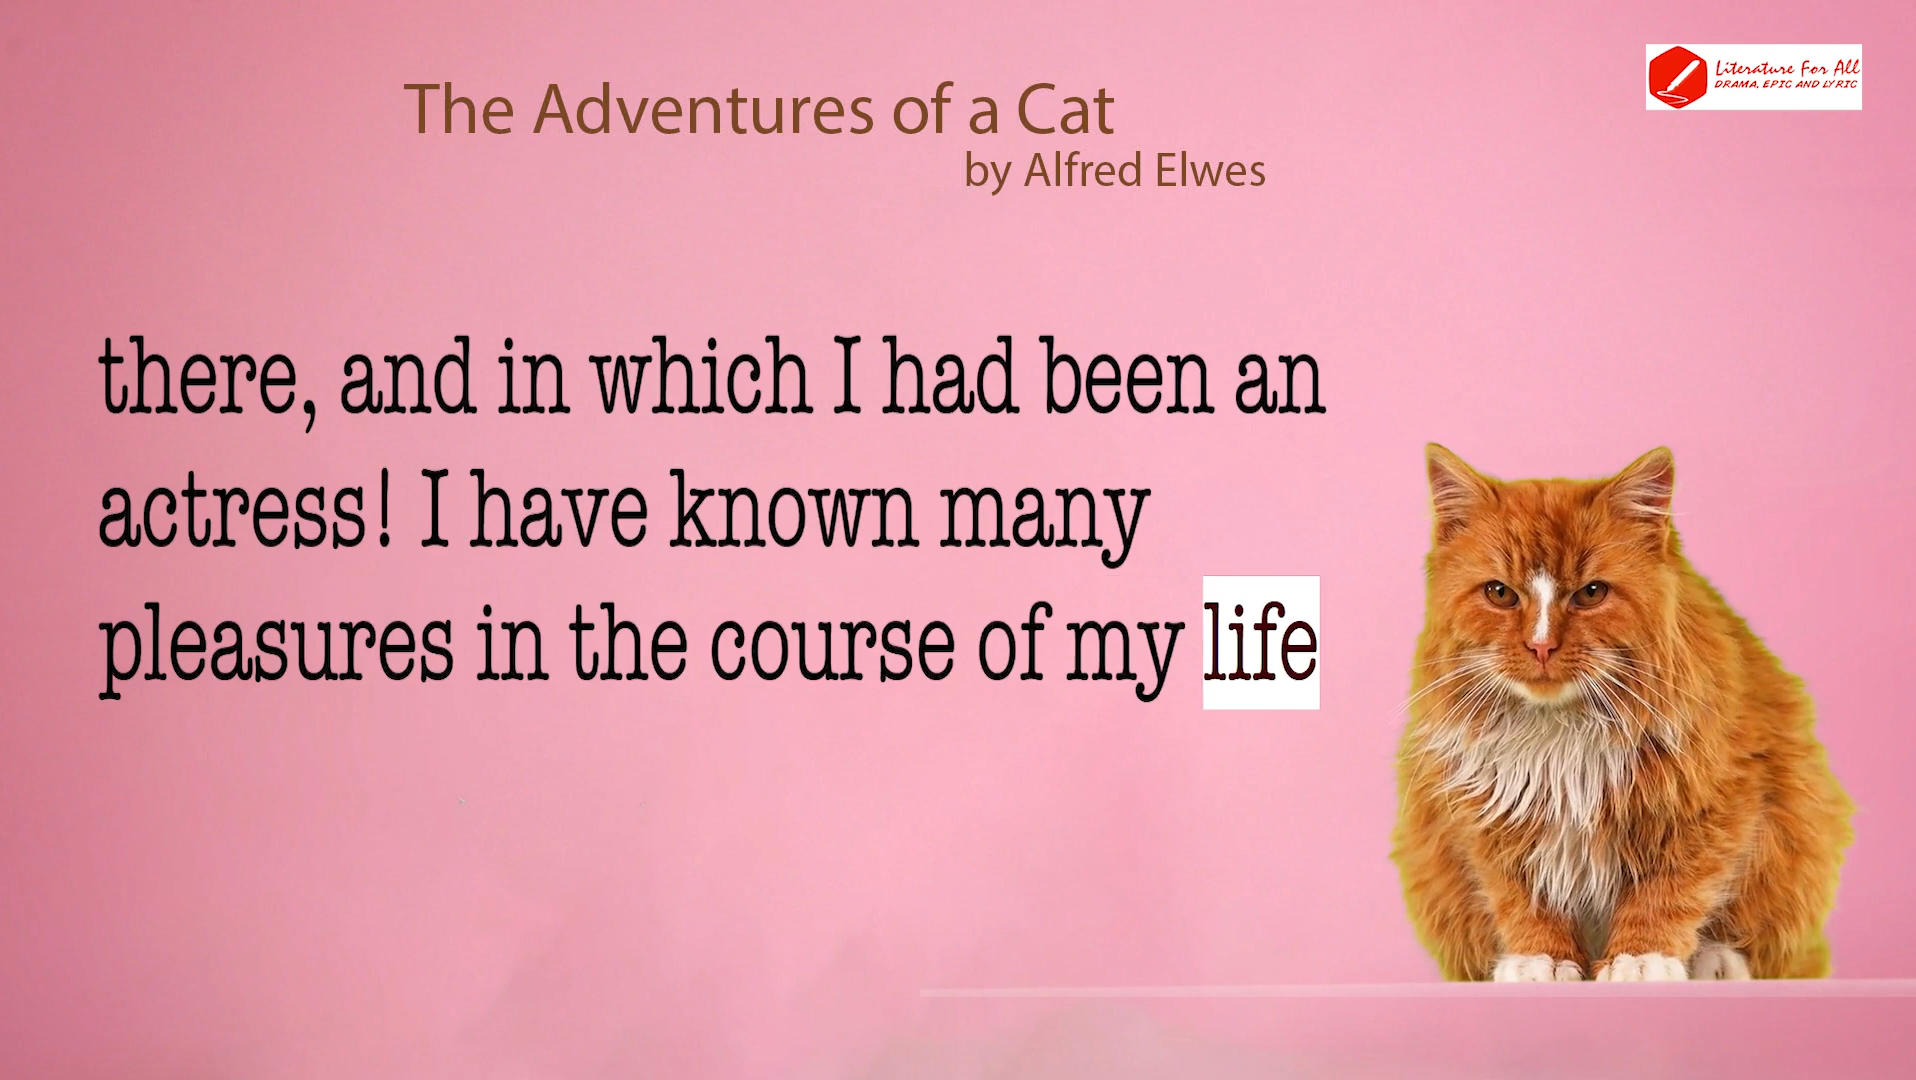 The Adventures of a Cat
by Alfred Elwes
Literature For All
DRAMA, EPIC AND LYRIC
there, and in which I had been an
actress! I have known many
pleasures in the course of my life